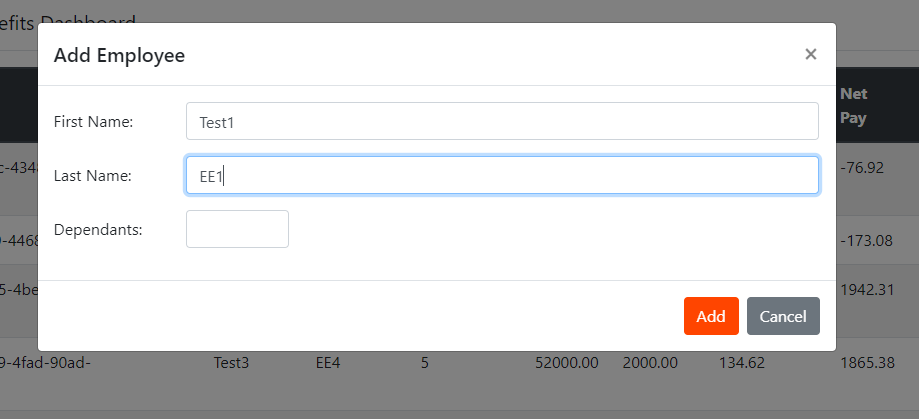 efits Dashboard
Add Employee ×
Net
Pay
First Name: Test1
c-4348 -76.92
Last Name: EE1
Dependants:
-4468 -173.08
5-4be 1942.31
Add Cancel
9-4fad-90ad- Test3 EE4 5 52000.00 2000.00 134.62 1865.38